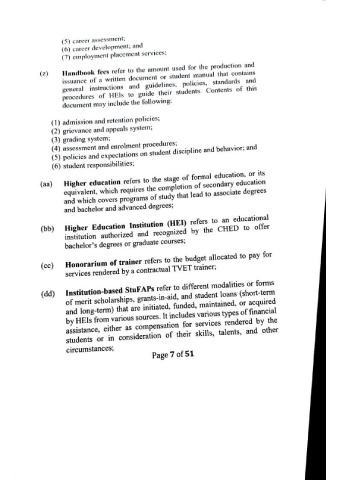 (5) career assessment;
(6) career development; and
(7) employment placement services;
(z) Handbook fees refer to the amount used for the production and
issuance of a written document or student manual that contains
general instructions and guidelines, policies, standards and
procedures of HEIs to guide their students. Contents of this
document may include the following:
(1) admission and retention policies;
(2) grievance and appeals system;
(3) grading system;
(4) assessment and enrolment procedures;
(5) policies and expectations on student discipline and behavior; and
(6) student responsibilities;
(aa) Higher education refers to the stage of formal education, or its
equivalent, which requires the completion of secondary education
and which covers programs of study that lead to associate degrees
and bachelor and advanced degrees;
(bb) Higher Education Institution (HEI) refers to an educational
institution authorized and recognized by the CHED to offer
bachelor's degrees or graduate courses;
(cc) Honorarium of trainer refers to the budget allocated to pay for
services rendered by a contractual TVET trainer;
(dd) Institution-based StuFAPs refer to different modalities or forms
of merit scholarships, grants-in-aid, and student loans (short-term
and long-term) that are initiated, funded, maintained, or acquired
by HEIs from various sources. It includes various types of financial
assistance, either as compensation for services rendered by the
students or in consideration of their skills, talents, and other
circumstances;
Page 7 of 51